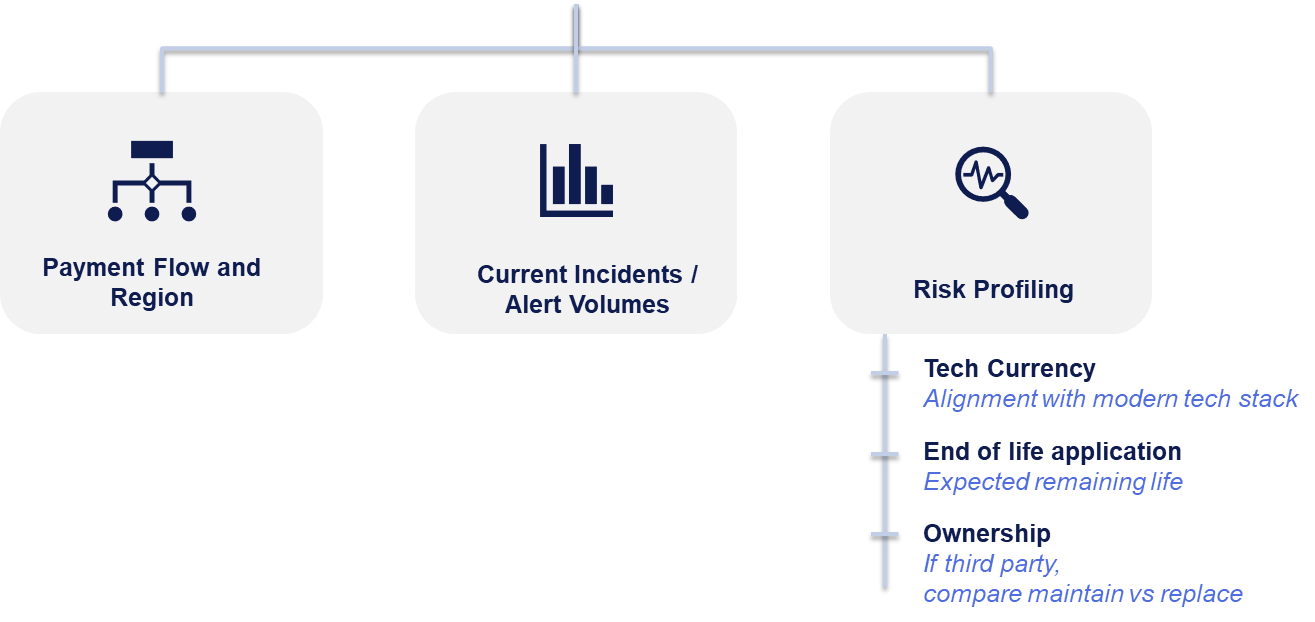 Payment Flow and
Region
Current Incidents /
Alert Volumes
Risk Profiling
Tech Currency
Alignment with modern tech stack
End of life application
Expected remaining life
Ownership
If third party,
compare maintain vs replace